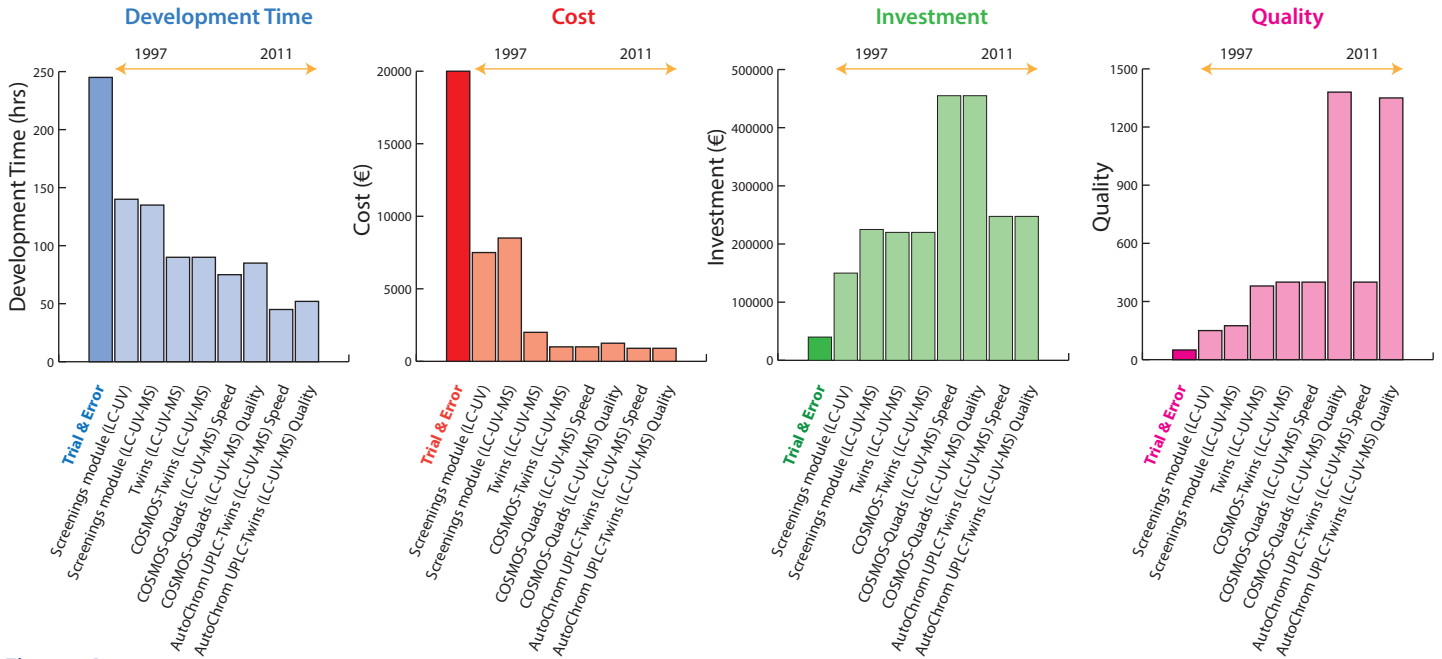 Development Time
Cost
Investment
Quality
1997 2011
1997 2011
1997 2011
1997 2011
Development Time (hrs)
250
200
150
100
50
0
Trial & Error
Screenings module (LC-UV)
Screenings module (LC-UV-MS)
Twins (LC-UV-MS)
COSMOS-Twins (LC-UV-MS)
COSMOS-Quads (LC-UV-MS) Speed
COSMOS-Quads (LC-UV-MS) Quality
AutoChrom UPLC-Twins (LC-UV-MS) Speed
AutoChrom UPLC-Twins (LC-UV-MS) Quality
Cost (€)
20000
15000
10000
5000
0
Trial & Error
Screenings module (LC-UV)
Screenings module (LC-UV-MS)
Twins (LC-UV-MS)
COSMOS-Twins (LC-UV-MS)
COSMOS-Quads (LC-UV-MS) Speed
COSMOS-Quads (LC-UV-MS) Quality
AutoChrom UPLC-Twins (LC-UV-MS) Speed
AutoChrom UPLC-Twins (LC-UV-MS) Quality
Investment (€)
500000
400000
300000
200000
100000
0
Trial & Error
Screenings module (LC-UV)
Screenings module (LC-UV-MS)
Twins (LC-UV-MS)
COSMOS-Twins (LC-UV-MS)
COSMOS-Quads (LC-UV-MS) Speed
COSMOS-Quads (LC-UV-MS) Quality
AutoChrom UPLC-Twins (LC-UV-MS) Speed
AutoChrom UPLC-Twins (LC-UV-MS) Quality
Quality
1500
1200
900
600
300
0
Trial & Error
Screenings module (LC-UV)
Screenings module (LC-UV-MS)
Twins (LC-UV-MS)
COSMOS-Twins (LC-UV-MS)
COSMOS-Quads (LC-UV-MS) Speed
COSMOS-Quads (LC-UV-MS) Quality
AutoChrom UPLC-Twins (LC-UV-MS) Speed
AutoChrom UPLC-Twins (LC-UV-MS) Quality